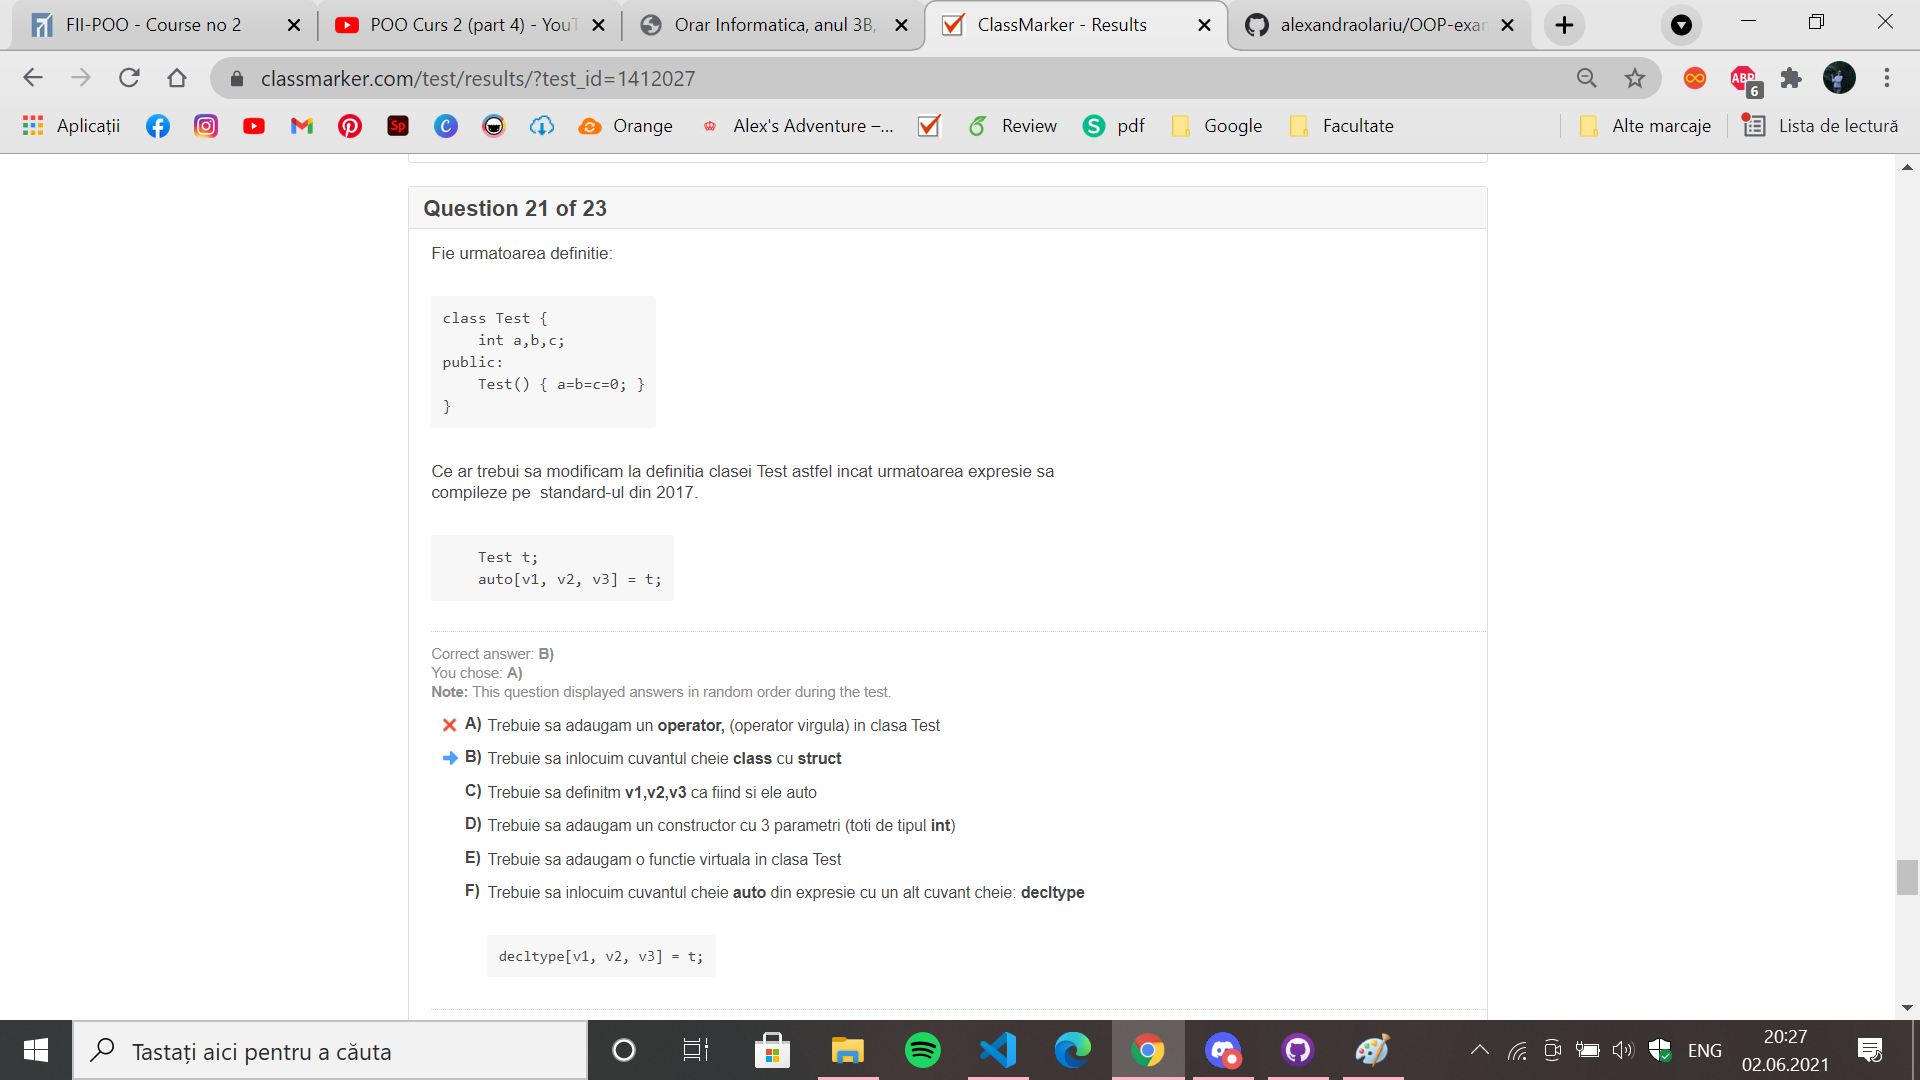 FII-POO - Course no 2
POO Curs 2 (part 4) - YouT
Orar Informatica, anul 3B,
ClassMarker - Results
alexandraolariu/OOP-exan
classmarker.com/test/results/?test_id=1412027
ABP
6
Aplicații
Sp
C
Orange
Alex's Adventure –...
Review
S
pdf
Google
Facultate
Alte marcaje
Lista de lectură
Question 21 of 23
Fie urmatoarea definitie:
class Test {
    int a,b,c;
public:
    Test() { a=b=c=0; }
}
Ce ar trebui sa modificam la definitia clasei Test astfel incat urmatoarea expresie sa
compileze pe  standard-ul din 2017.
Test t;
auto[v1, v2, v3] = t;
Correct answer: B)
You chose: A)
Note: This question displayed answers in random order during the test.
A) Trebuie sa adaugam un operator, (operator virgula) in clasa Test
B) Trebuie sa inlocuim cuvantul cheie class cu struct
C) Trebuie sa definitm v1,v2,v3 ca fiind si ele auto
D) Trebuie sa adaugam un constructor cu 3 parametri (toti de tipul int)
E) Trebuie sa adaugam o functie virtuala in clasa Test
F) Trebuie sa inlocuim cuvantul cheie auto din expresie cu un alt cuvant cheie: decltype
decltype[v1, v2, v3] = t;
Tastați aici pentru a căuta
ENG
20:27
02.06.2021